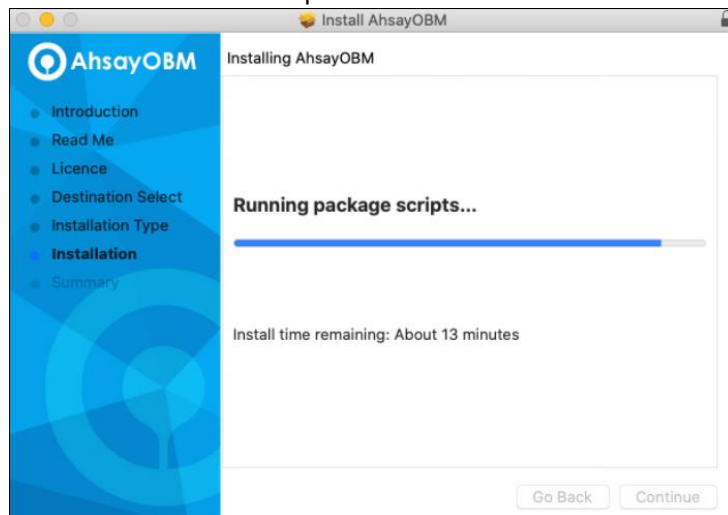 Install AhsayOBM
AhsayOBM
Installing AhsayOBM
Introduction
Read Me
Licence
Destination Select
Installation Type
Installation
Summary
Running package scripts...
Install time remaining: About 13 minutes
Go Back
Continue